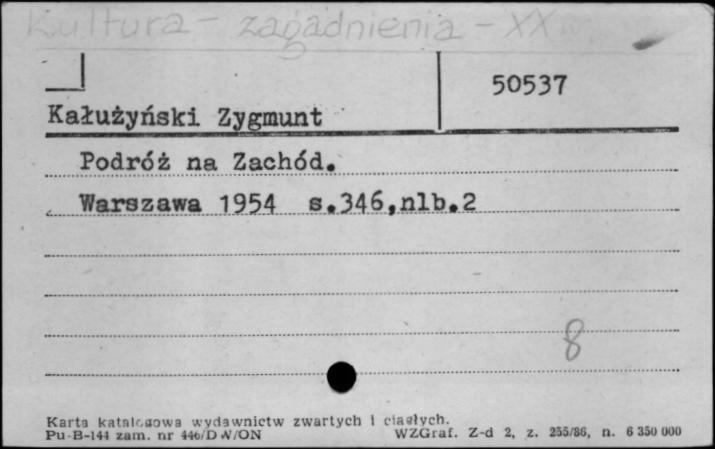 Kultura - zagadnienia - XX
50537
Kałużyński Zygmunt
Podróż na Zachód.
Warszawa 1954 s.346,nlb.2
8
Karta katalogowa wydawnictw zwartych i ciągłych.
Pu-B-144 zam. nr 446/DW/ON WZGraf. Z-d 2, z. 255/86, n. 6 350 000